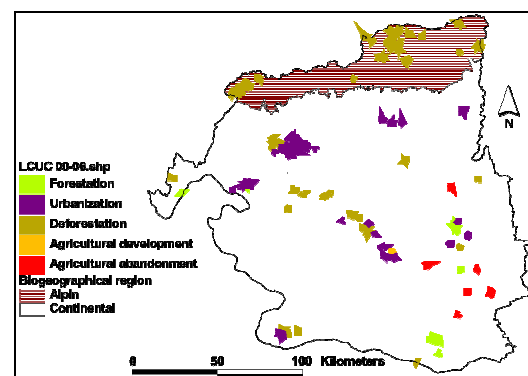 N
LCUC 00-06.shp
Forestation
Urbanization
Deforestation
Agricultural development
Agricultural abandonment
Biogeographical region
Alpin
Continental
0 50 100 Kilometers